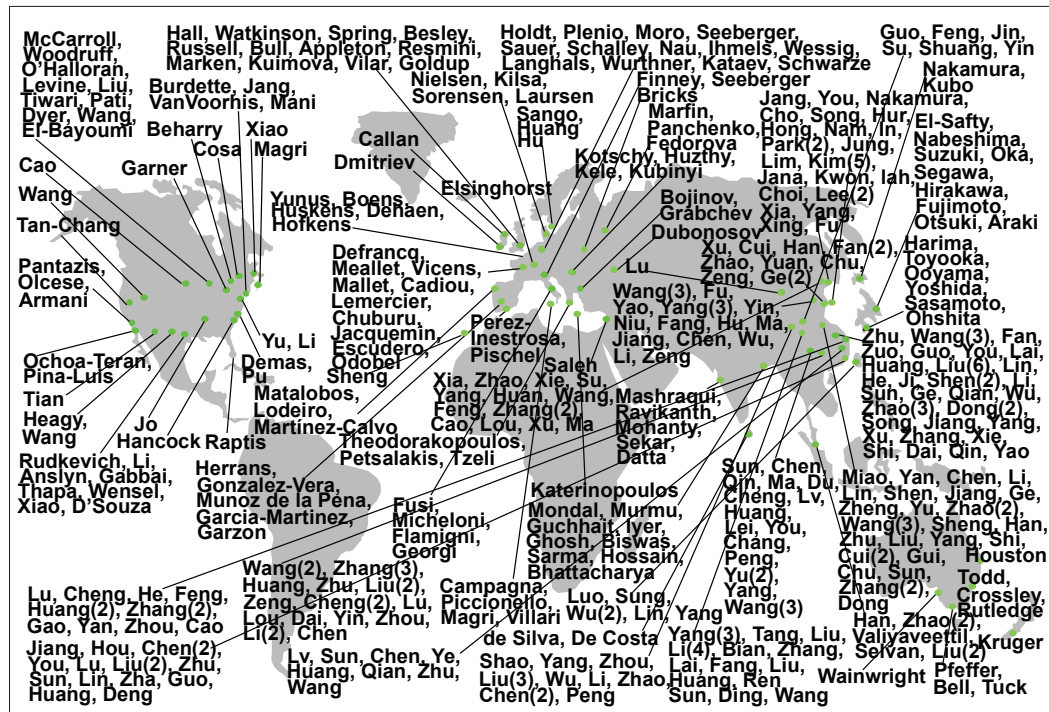 McCarroll,
Woodruff,
O'Halloran,
Levine, Liu,
Tiwari, Pati,
Dyer, Wang,
El-Bayoumi
Hall, Watkinson, Spring, Besley,
Russell, Bull, Appleton, Resmini,
Marken, Kuimova, Vilar, Goldup
Burdette, Jang,
VanVoornis, Mani
Beharry
Xiao
Cosa
Magri
Garner
Cao
Wang
Tan-Chang
Pantazis,
Olcese,
Armani
Ochoa-Teran,
Pina-Luis
Tian
Heagy,
Wang
Jo
Hancock
Raptis
Demas,
Pu
Yu, Li
Rudkevich, Li,
Anslyn, Gabbai,
Thapa, Wensel,
Xiao, D'Souza
Holdt, Plenio, Moro, Seeberger,
Sauer, Schalley, Nau, Ihmels, Wessig,
Langhals, Wurthner, Kataev, Schwarze
Nielsen, Kilsa,
Sorensen, Laursen
Finney, Seeberger
Bricks
Sango,
Huang
Hu
Marfin,
Panchenko,
Fedorova
Callan
Dmitriev
Elsinghorst
Kotschy, Huzthy,
Kele, Kubinyi
Yunus, Boens,
Huskens, Dehaen,
Hofkens
Bojinov,
Grabchev
Dubonosov
Lu
Defrancq,
Meallet, Vicens,
Mallet, Cadiou,
Lemercier,
Chuburu,
Jacquemin,
Escudero,
Odobel
Sheng
Perez-
Inestrosa,
Pischel
Saleh
Matalobos,
Lodeiro,
Martínez-Calvo
Xia, Zhao, Xie, Su,
Yang, Huan, Wang,
Feng, Zhang(2),
Cao, Lou, Xu, Ma
Theodorakopoulos,
Petsalakis, Tzeli
Guo, Feng, Jin,
Su, Shuang, Yin
Nakamura,
Kubo
Jang, You, Nakamura,
Cho, Song, Hur,
Hong, Nam, In,
Park(2), Jung,
Lim, Kim(5),
Jana, Kwon, Iah,
Choi, Lee(2)
Xia, Yang,
Xing, Fu
Xu, Cui, Han, Fan(2),
Zhao, Yuan, Chu,
Zeng, Ge(2)
El-Safty,
Nabeshima,
Suzuki, Oka,
Segawa,
Hirakawa,
Fujimoto,
Otsuki, Araki
Harima,
Toyooka,
Ooyama,
Yoshida,
Sasamoto,
Ohshita
Wang(3), Fu,
Yao, Yang(3), Yin,
Niu, Fang, Hu, Ma,
Jiang, Chen, Wu,
Li, Zeng
Mashraqui,
Ravikanth,
Mohanty,
Sekar,
Datta
Zhu, Wang(3), Fan,
Zuo, Guo, You, Lai,
Huang, Liu(6), Lin,
He, Ji, Shen(2), Li,
Sun, Ge, Qian, Wu,
Zhao(3), Dong(2),
Song, Jiang, Yang,
Xu, Zhang, Xie,
Shi, Dai, Qin, Yao
Herrans,
Gonzalez-Vera,
Munoz de la Pena,
Garcia-Martinez,
Garzon
Fusi,
Micheloni,
Flamigni,
Georgi
Katerinopoulos
Mondal, Murmu,
Guchhait, Iyer,
Ghosh, Biswas,
Sarma, Hossain,
Bhattacharya
Sun, Chen,
Qin, Ma, Du,
Cheng, Lv,
Huang,
Lei, You,
Chang,
Peng,
Yu(2),
Yang,
Wang(3)
Miao, Yan, Chen, Li,
Lin, Shen, Jiang, Ge,
Zheng, Yu, Zhao(2),
Wang(3), Sheng, Han,
Zhu, Liu, Yang, Shi,
Cui(2), Gui,
Chu, Sun,
Zhang(2),
Dong
Houston
Todd,
Crossley,
Rutledge
Kruger
Han, Zhao(2),
Valiyaveettil,
Selvan, Liu(2)
Pfeffer,
Bell, Tuck
Wainwright
Lu, Cheng, He, Feng,
Huang(2), Zhang(2),
Gao, Yan, Zhou, Cao
Jiang, Hou, Chen(2)
You, Lu, Liu(2), Zhu,
Sun, Lin, Zha, Guo,
Huang, Deng
Wang(2), Zhang(3),
Huang, Zhu, Liu(2),
Zeng, Cheng(2), Lu,
Lou, Dai, Yin, Zhou,
Li(2), Chen
Lv, Sun, Chen, Ye,
Huang, Qian, Zhu,
Wang
Campagna,
Piccionello,
Magri, Villari
Luo, Sung,
Wu(2), Lin, Yang
de Silva, De Costa
Shao, Yang, Zhou,
Liu(3), Wu, Li, Zhao,
Chen(2), Peng
Yang(3), Tang, Liu,
Li(4), Bian, Zhang,
Lai, Fang, Liu,
Huang, Ren
Sun, Ding, Wang